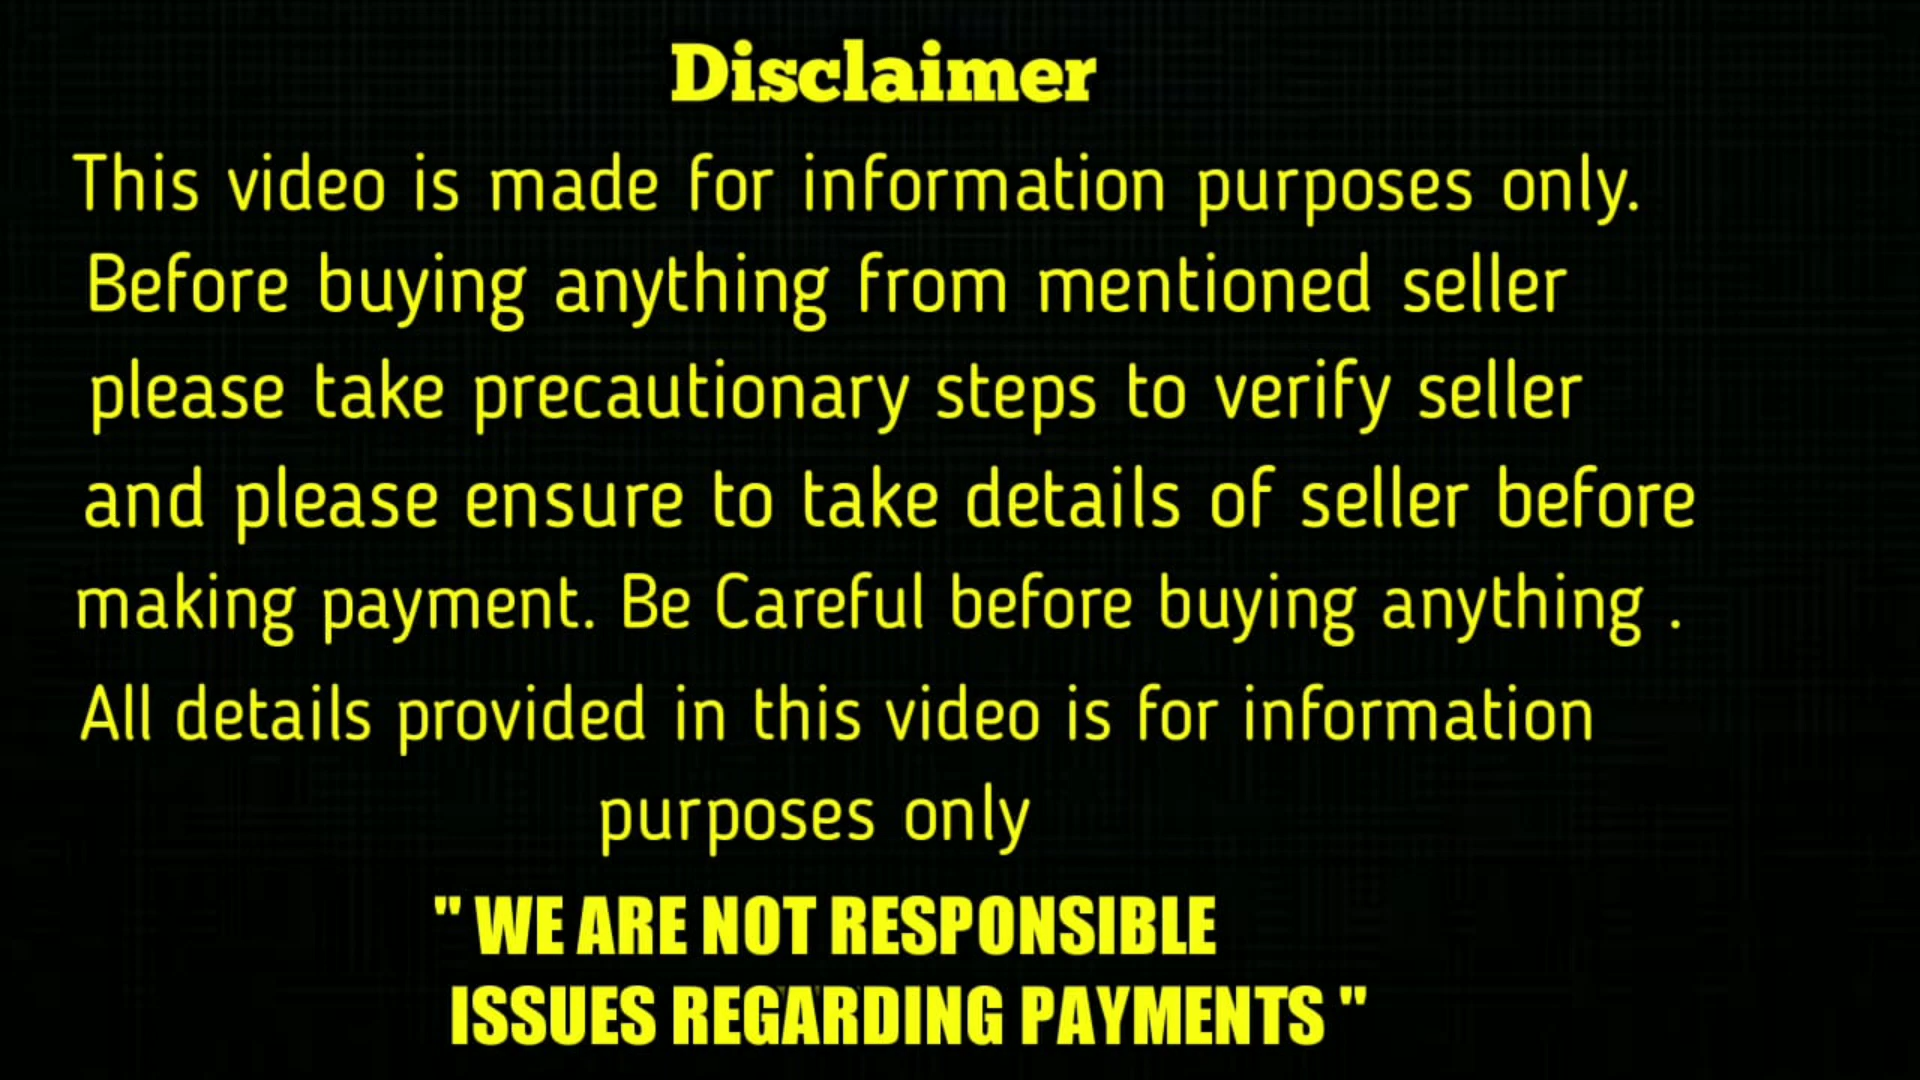 Disclaimer
This video is made for information purposes only.
Before buying anything from mentioned seller
please take precautionary steps to verify seller
and please ensure to take details of seller before
making payment. Be Careful before buying anything .
All details provided in this video is for information
purposes only
" WE ARE NOT RESPONSIBLE
ISSUES REGARDING PAYMENTS "